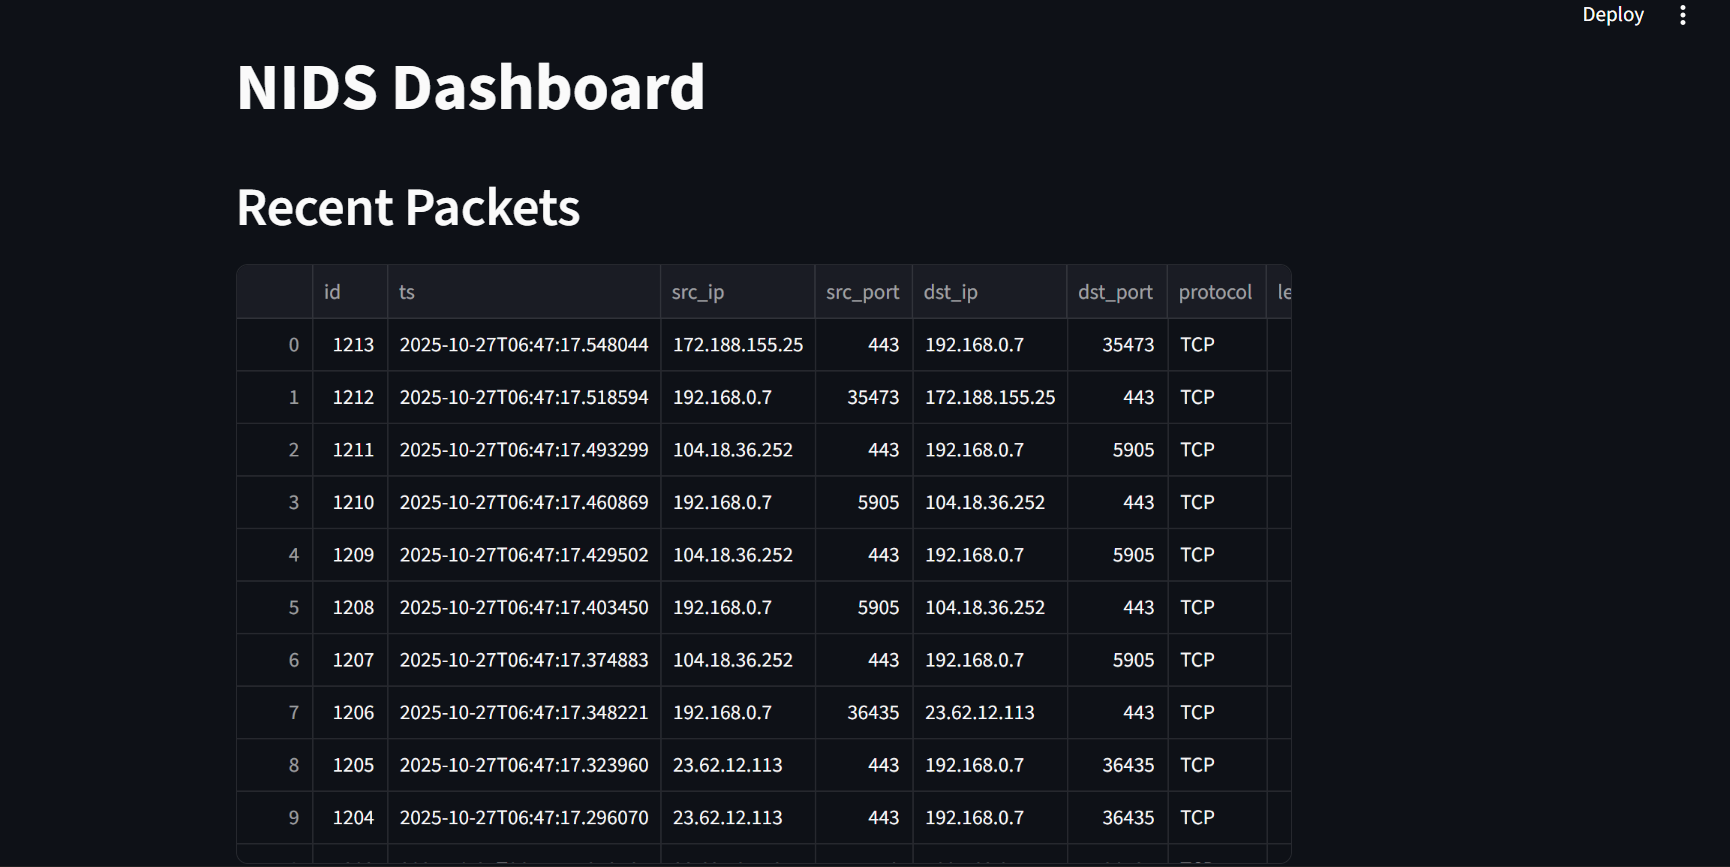 Deploy
NIDS Dashboard
Recent Packets
id ts src_ip src_port dst_ip dst_port protocol
0 1213 2025-10-27T06:47:17.548044 172.188.155.25 443 192.168.0.7 35473 TCP
1 1212 2025-10-27T06:47:17.518594 192.168.0.7 35473 172.188.155.25 443 TCP
2 1211 2025-10-27T06:47:17.493299 104.18.36.252 443 192.168.0.7 5905 TCP
3 1210 2025-10-27T06:47:17.460869 192.168.0.7 5905 104.18.36.252 443 TCP
4 1209 2025-10-27T06:47:17.429502 104.18.36.252 443 192.168.0.7 5905 TCP
5 1208 2025-10-27T06:47:17.403450 192.168.0.7 5905 104.18.36.252 443 TCP
6 1207 2025-10-27T06:47:17.374883 104.18.36.252 443 192.168.0.7 5905 TCP
7 1206 2025-10-27T06:47:17.348221 192.168.0.7 36435 23.62.12.113 443 TCP
8 1205 2025-10-27T06:47:17.323960 23.62.12.113 443 192.168.0.7 36435 TCP
9 1204 2025-10-27T06:47:17.296070 23.62.12.113 443 192.168.0.7 36435 TCP